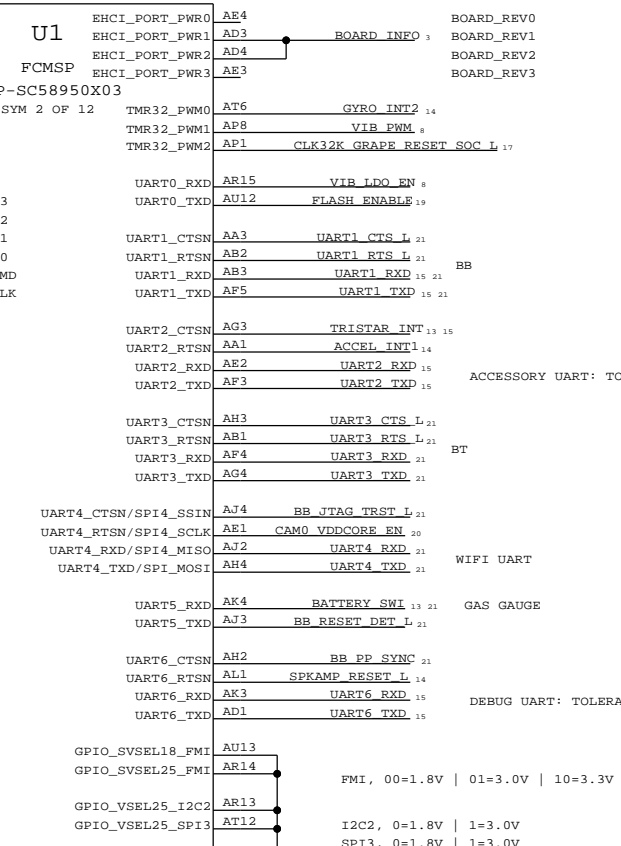 EHCI_PORT_PWR0 AE4 BOARD_REV0
U1 EHCI_PORT_PWR1 AD3 BOARD_INFO 3 BOARD_REV1
EHCI_PORT_PWR2 AD4 BOARD_REV2
FCMSP EHCI_PORT_PWR3 AE3 BOARD_REV3
P-SC58950X03
SYM 2 OF 12 TMR32_PWM0 AT6 GYRO_INT2 14
TMR32_PWM1 AP8 VIB_PWM 8
TMR32_PWM2 AP1 CLK32K_GRAPE_RESET_SOC_L 17
UART0_RXD AR15 VIB_LDO_EN 8
3 UART0_TXD AU12 FLASH_ENABLE 19
2
1 UART1_CTSN AA3 UART1_CTS_L 21
0 UART1_RTSN AB2 UART1_RTS_L 21
BB
MD UART1_RXD AB3 UART1_RXD 15 21
LK UART1_TXD AF5 UART1_TXD 15 21
UART2_CTSN AG3 TRISTAR_INT 13 15
UART2_RTSN AA1 ACCEL_INT1 14
UART2_RXD AE2 UART2_RXD 15
UART2_TXD AF3 UART2_TXD 15 ACCESSORY UART: TO
UART3_CTSN AH3 UART3_CTS_L 21
UART3_RTSN AB1 UART3_RTS_L 21
BT
UART3_RXD AF4 UART3_RXD 21
UART3_TXD AG4 UART3_TXD 21
UART4_CTSN/SPI4_SSIN AJ4 BB_JTAG_TRST_L 21
UART4_RTSN/SPI4_SCLK AE1 CAM0_VDDCORE_EN 20
UART4_RXD/SPI4_MISO AJ2 UART4_RXD 21
WIFI UART
UART4_TXD/SPI_MOSI AH4 UART4_TXD 21
UART5_RXD AK4 BATTERY_SWI 13 21 GAS GAUGE
UART5_TXD AJ3 BB_RESET_DET_L 21
UART6_CTSN AH2 BB_PP_SYNC 21
UART6_RTSN AL1 SPKAMP_RESET_L 14
UART6_RXD AK3 UART6_RXD 15
DEBUG UART: TOLERA
UART6_TXD AD1 UART6_TXD 15
GPIO_SVSEL18_FMI AU13
GPIO_SVSEL25_FMI AR14
FMI, 00=1.8V | 01=3.0V | 10=3.3V
GPIO_VSEL25_I2C2 AR13
GPIO_VSEL25_SPI3 AT12 I2C2, 0=1.8V | 1=3.0V
SPI3, 0=1.8V | 1=3.0V